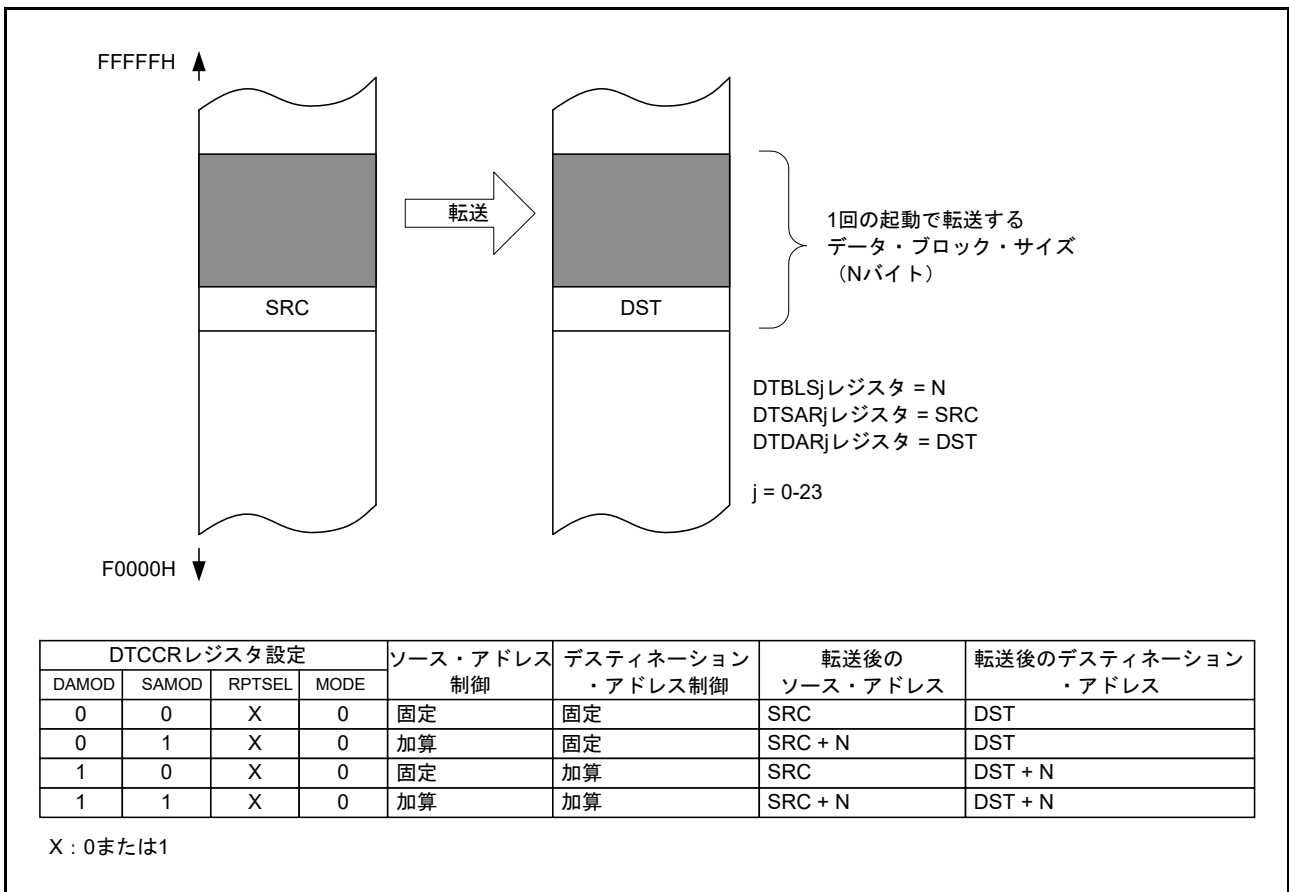 FFFFFH
転送
1回の起動で転送する
データ・ブロック・サイズ
（Nバイト）
SRC
DST
DTBLSjレジスタ = N
DTSARjレジスタ = SRC
DTDARjレジスタ = DST
j = 0-23
F0000H
DTCCRレジスタ設定 ソース・アドレス制御 デスティネーション・アドレス制御 転送後のソース・アドレス 転送後のデスティネーション・アドレス
DAMOD SAMOD RPTSEL MODE
0 0 X 0 固定 固定 SRC DST
0 1 X 0 加算 固定 SRC + N DST
1 0 X 0 固定 加算 SRC DST + N
1 1 X 0 加算 加算 SRC + N DST + N
X：0または1